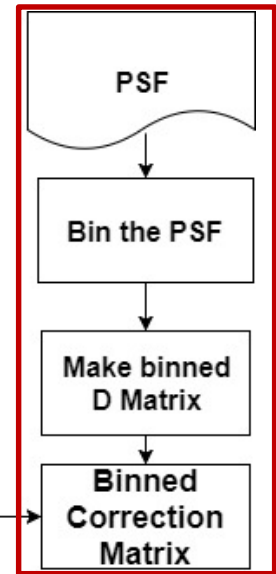 PSF
Bin the PSF
Make binned
D Matrix
Binned
Correction
Matrix